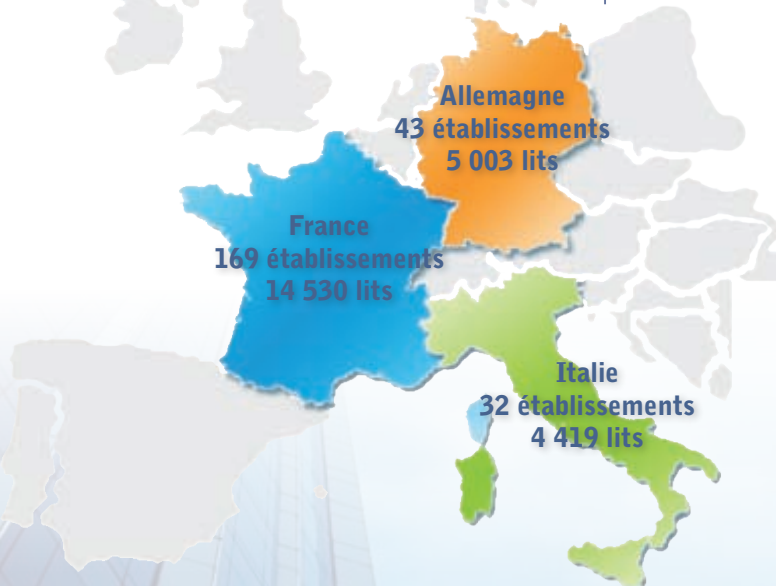 Allemagne
43 établissements
5 003 lits
France
169 établissements
14 530 lits
Italie
32 établissements
4 419 lits